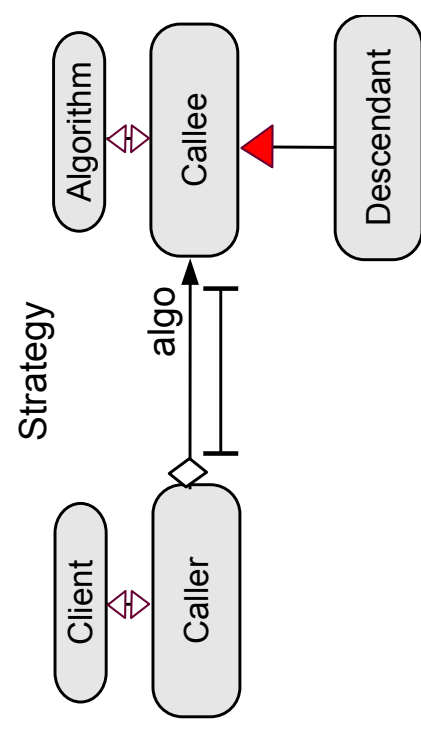 Strategy
Client
Algorithm
algo
Caller
Callee
Descendant